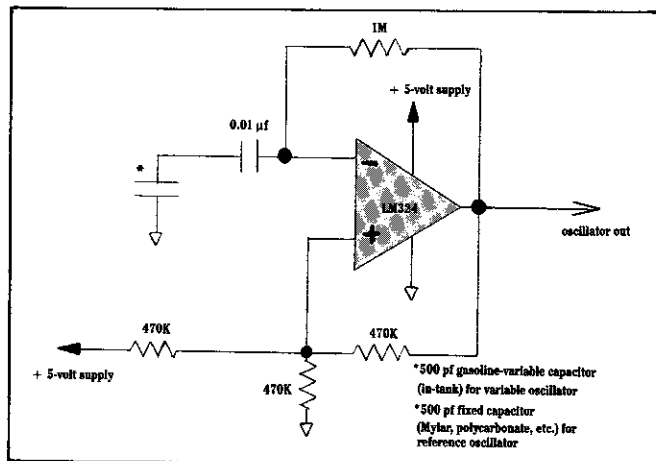 1M
+ 5-volt supply
0.01 µf
*
−
LM324
+
oscillator out
470K
470K
+ 5-volt supply
470K
*500 pf gasoline-variable capacitor
(in-tank) for variable oscillator
*500 pf fixed capacitor
(Mylar, polycarbonate, etc.) for
reference oscillator